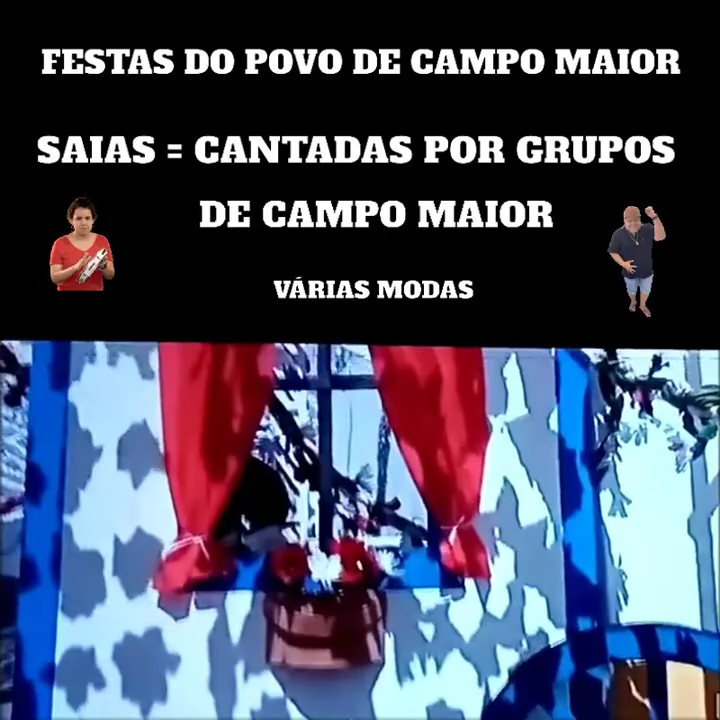 FESTAS DO POVO DE CAMPO MAIOR
SAIAS = CANTADAS POR GRUPOS
DE CAMPO MAIOR
VÁRIAS MODAS